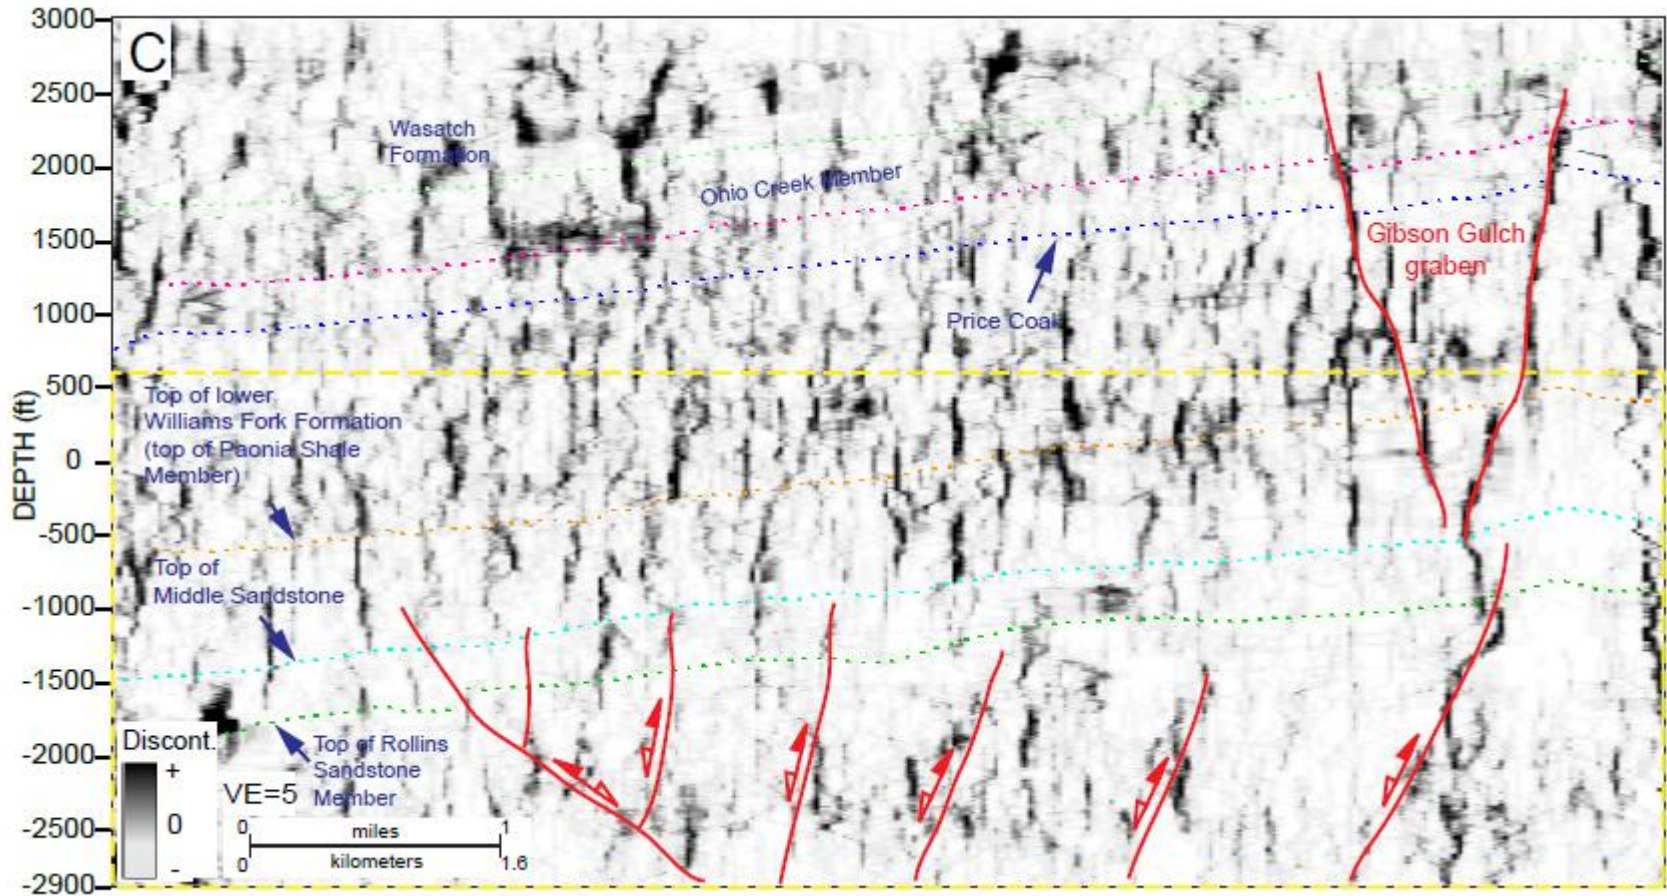 3000
C
2500
Wasatch
Formation
2000
Ohio Creek Member
1500
Gibson Gulch
graben
1000
Price Coal
500
Top of lower
Williams Fork Formation
(top of Paonia Shale
Member)
0
DEPTH (ft)
-500
Top of
Middle Sandstone
-1000
-1500
Discont.
+
0
-
Top of Rollins
Sandstone
Member
-2000
VE=5
0 miles 1
0 kilometers 1.6
-2500
-2900